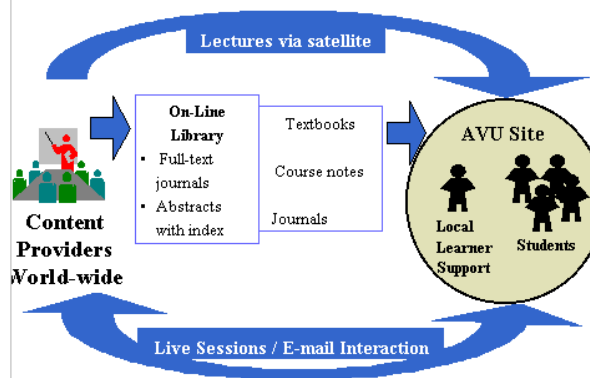 Lectures via satellite
On-Line
Library
• Full-text
journals
• Abstracts
with index
Textbooks
Course notes
Journals
AVU Site
Local
Learner
Support
Students
Content
Providers
World-wide
Live Sessions / E-mail Interaction